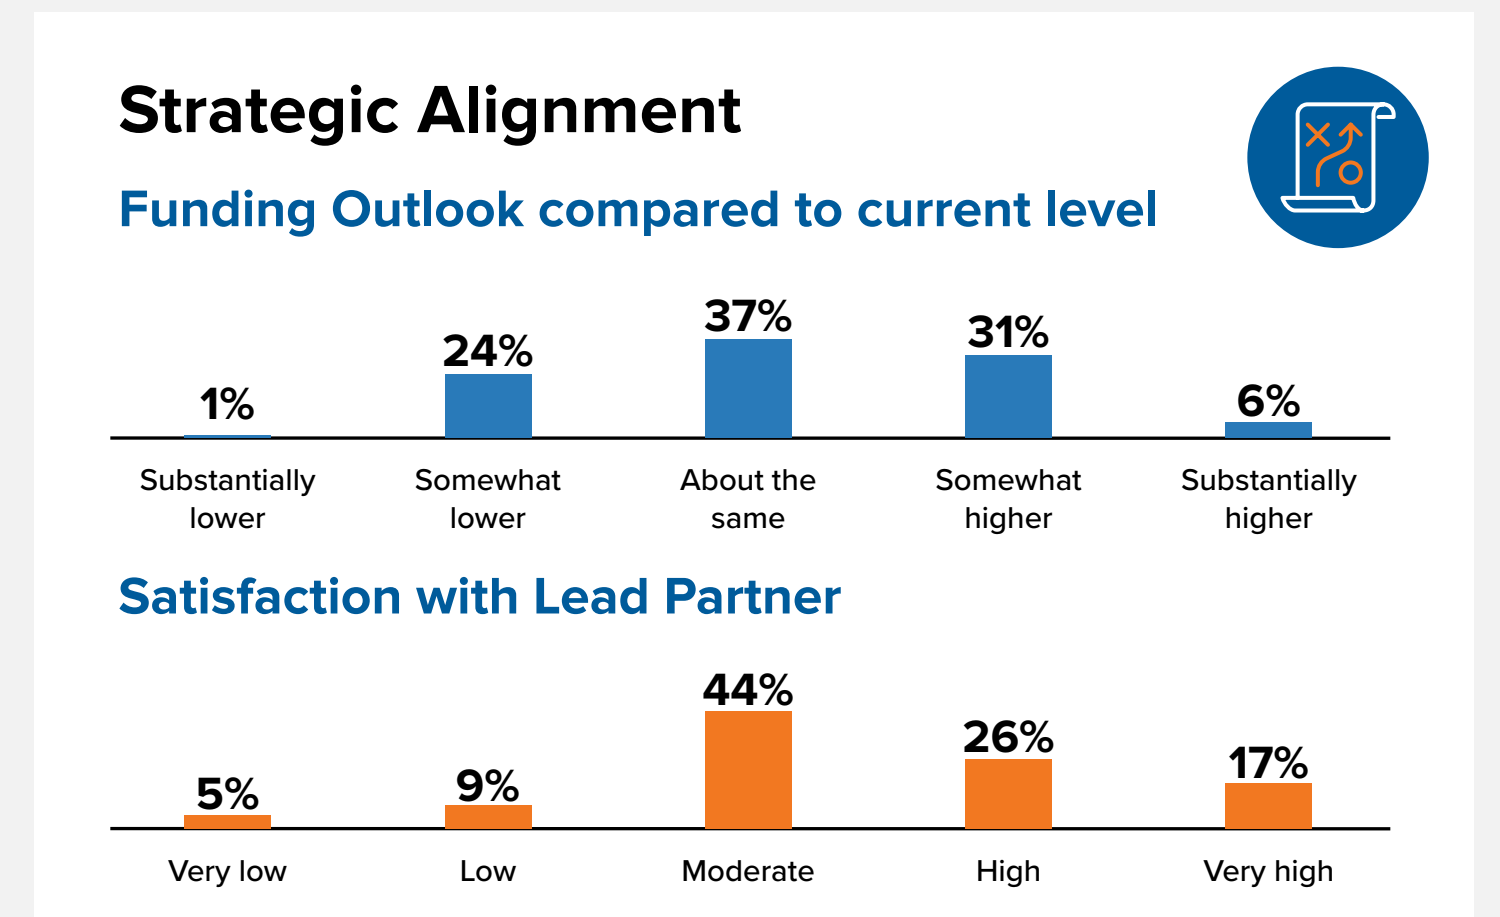 Strategic Alignment
Funding Outlook compared to current level
1%
24%
37%
31%
6%
Substantially
lower
Somewhat
lower
About the
same
Somewhat
higher
Substantially
higher
Satisfaction with Lead Partner
5%
9%
44%
26%
17%
Very low
Low
Moderate
High
Very high